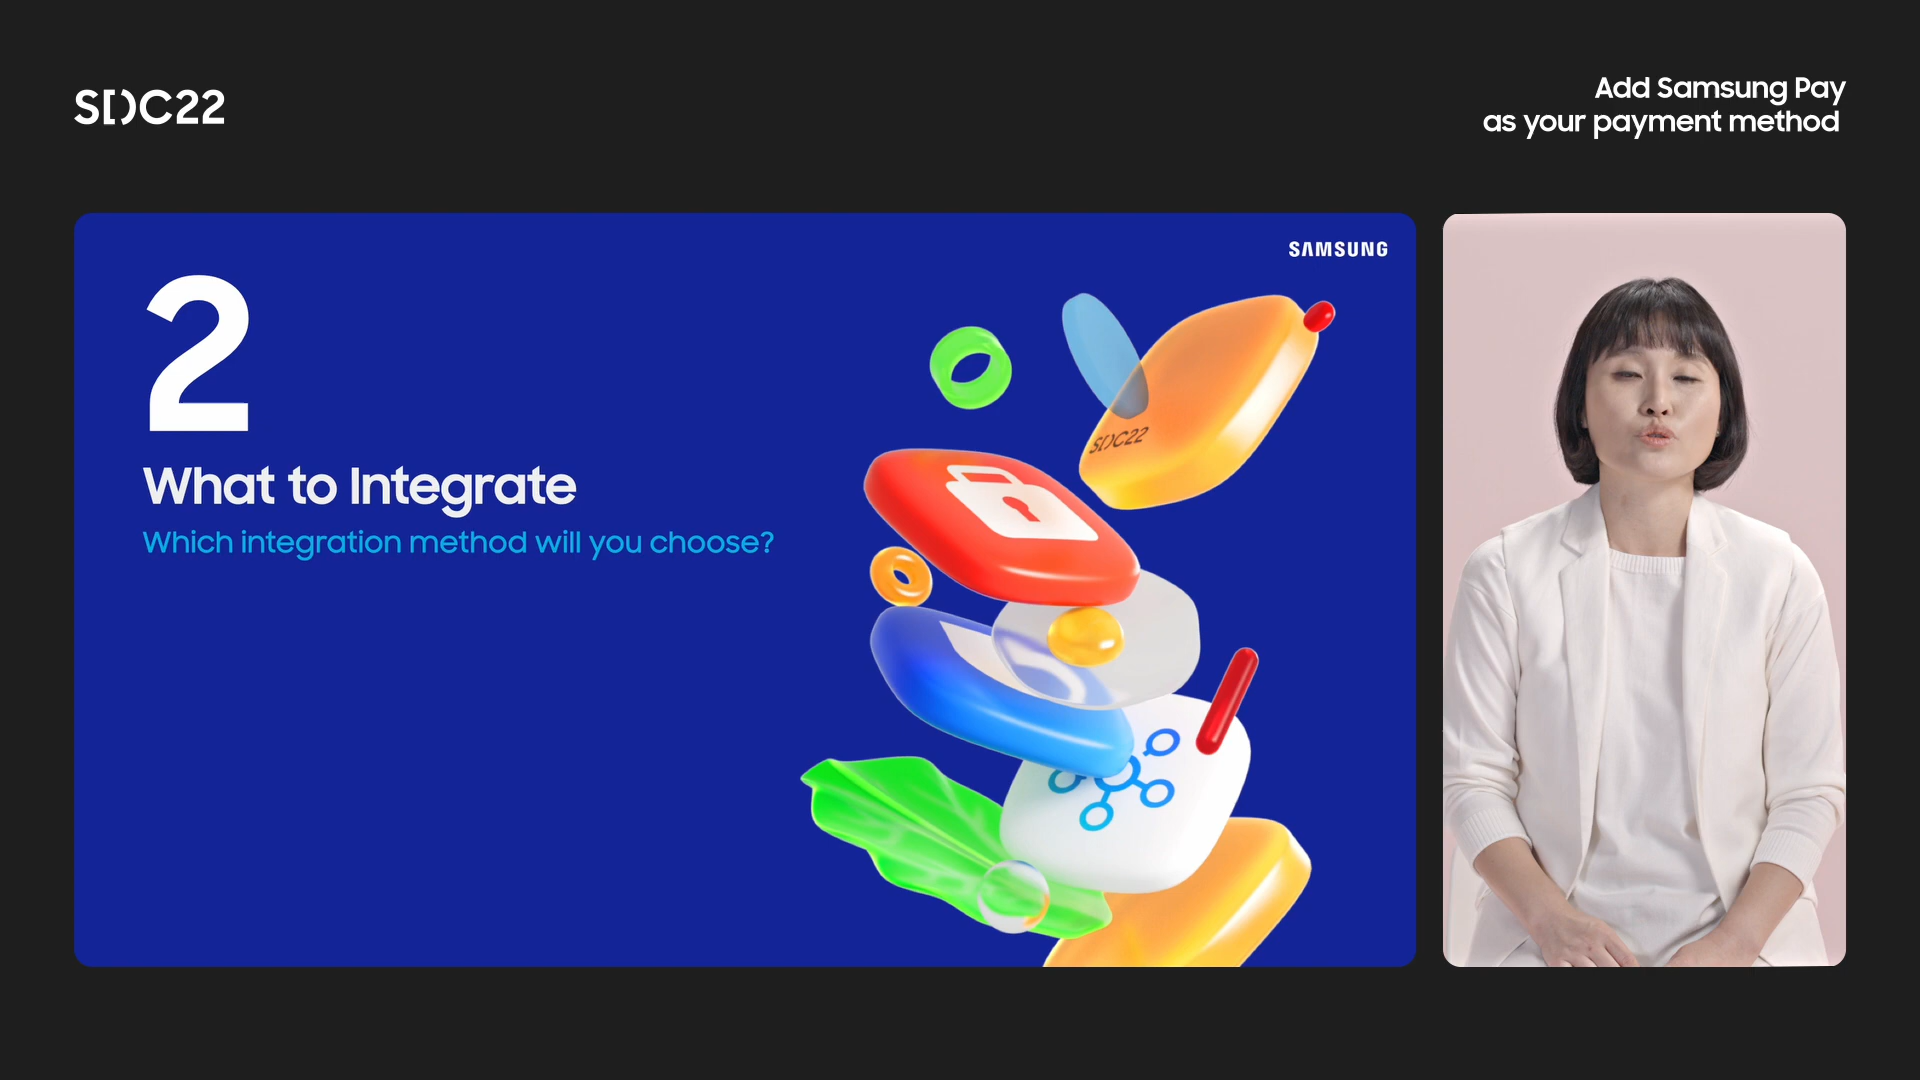 SDC22
Add Samsung Pay
as your payment method
SAMSUNG
2
What to Integrate
Which integration method will you choose?
SDC22